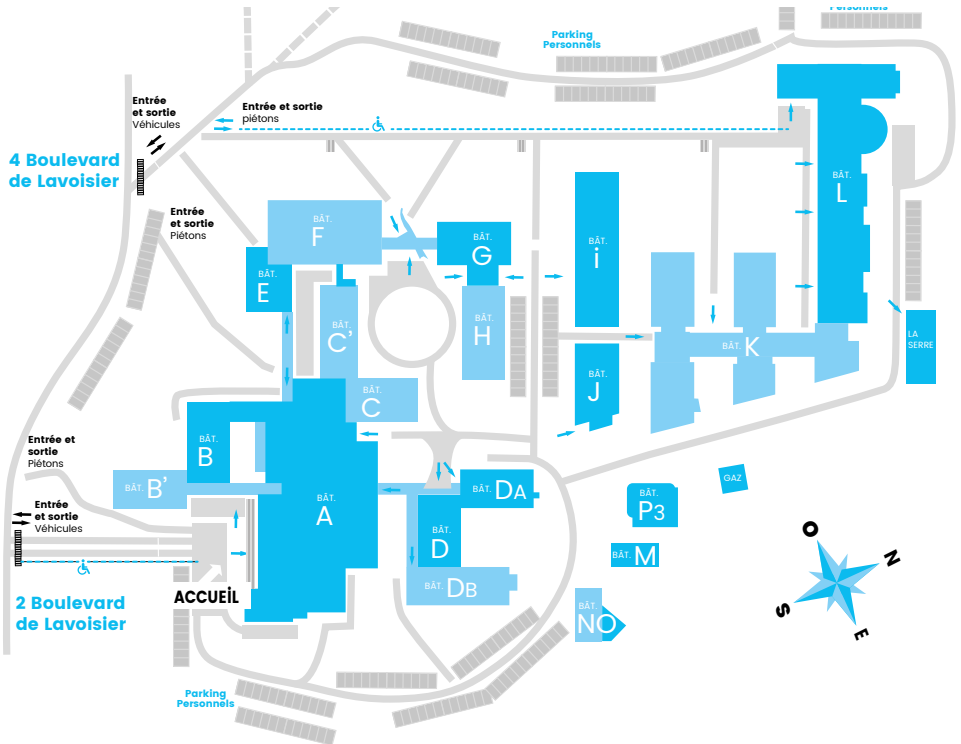 Personnels
Parking
Personnels
Entrée
et sortie
Véhicules
Entrée et sortie
piétons
4 Boulevard
de Lavoisier
Entrée
et sortie
Piétons
BÂT.
F
BÂT.
G
BÂT.
i
BÂT.
L
BÂT.
E
BÂT.
C'
BÂT.
H
BÂT. K
LA
SERRE
BÂT.
J
BÂT.
C
Entrée et
sortie
Piétons
BÂT.
B
BÂT. B'
BÂT.
A
BÂT. DA
GAZ
BÂT.
P3
Entrée
et sortie
Véhicules
BÂT.
D
BÂT. M
BÂT. DB
ACCUEIL
2 Boulevard
de Lavoisier
BÂT.
NO
O
N
S
E
Parking
Personnels